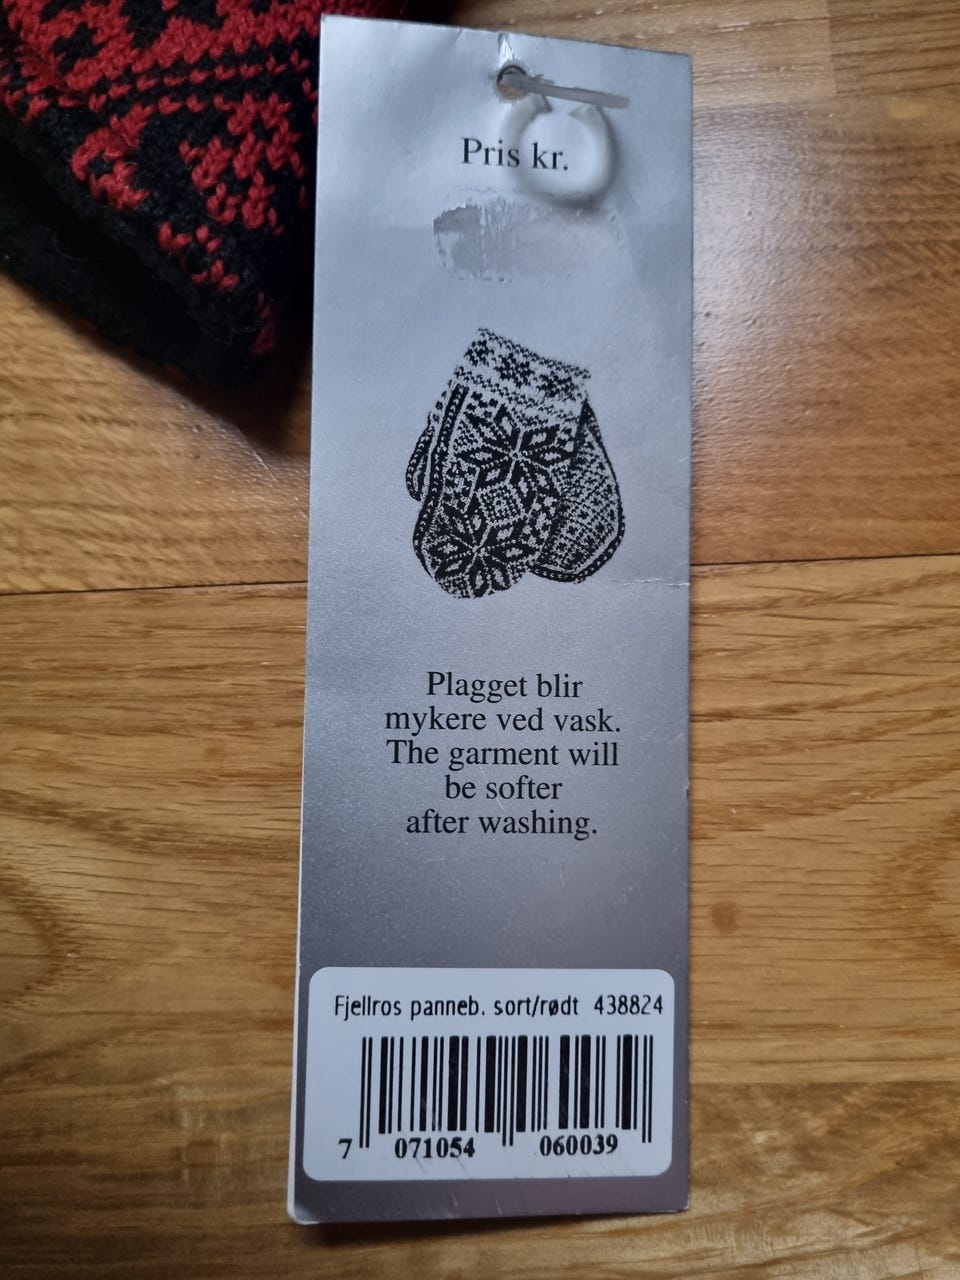 Pris kr.
Plagget blir
mykere ved vask.
The garment will
be softer
after washing.
Fjellros panneb. sort/rødt 438824
7 071054 060039